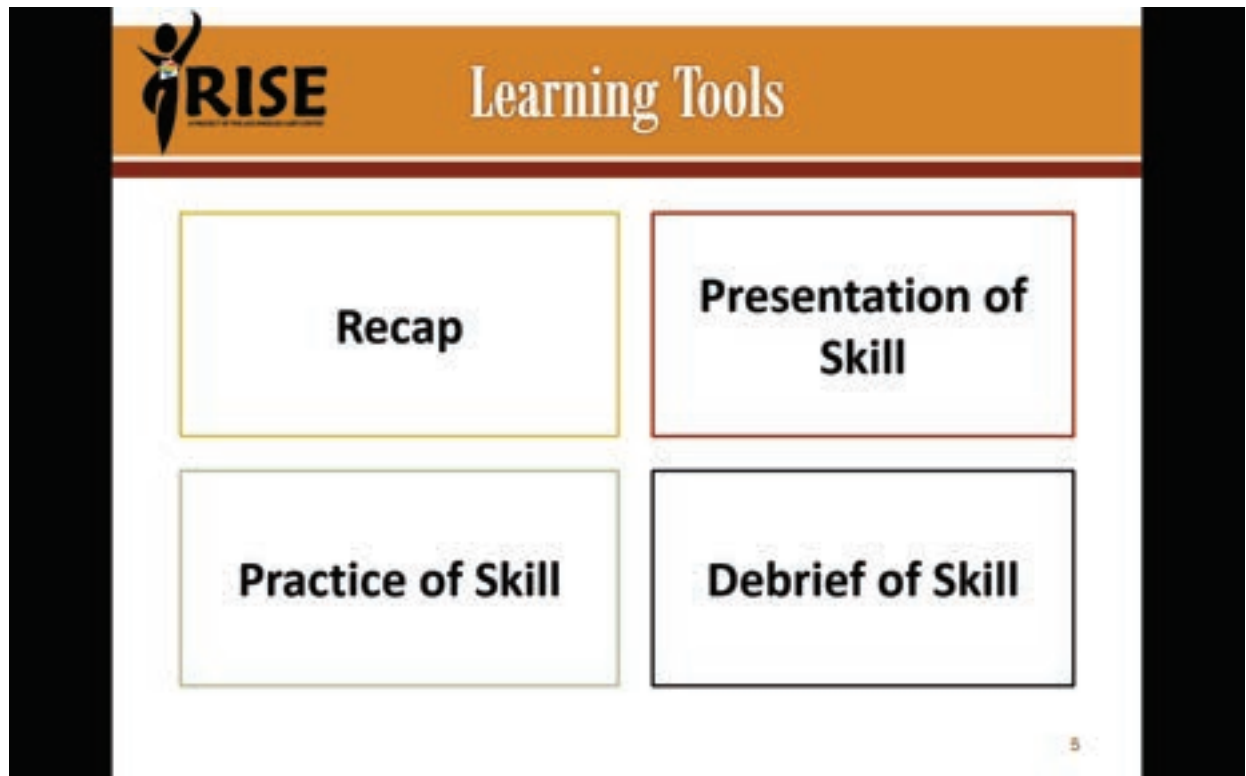 RISE
Learning Tools
Recap
Presentation of
Skill
Practice of Skill
Debrief of Skill
5